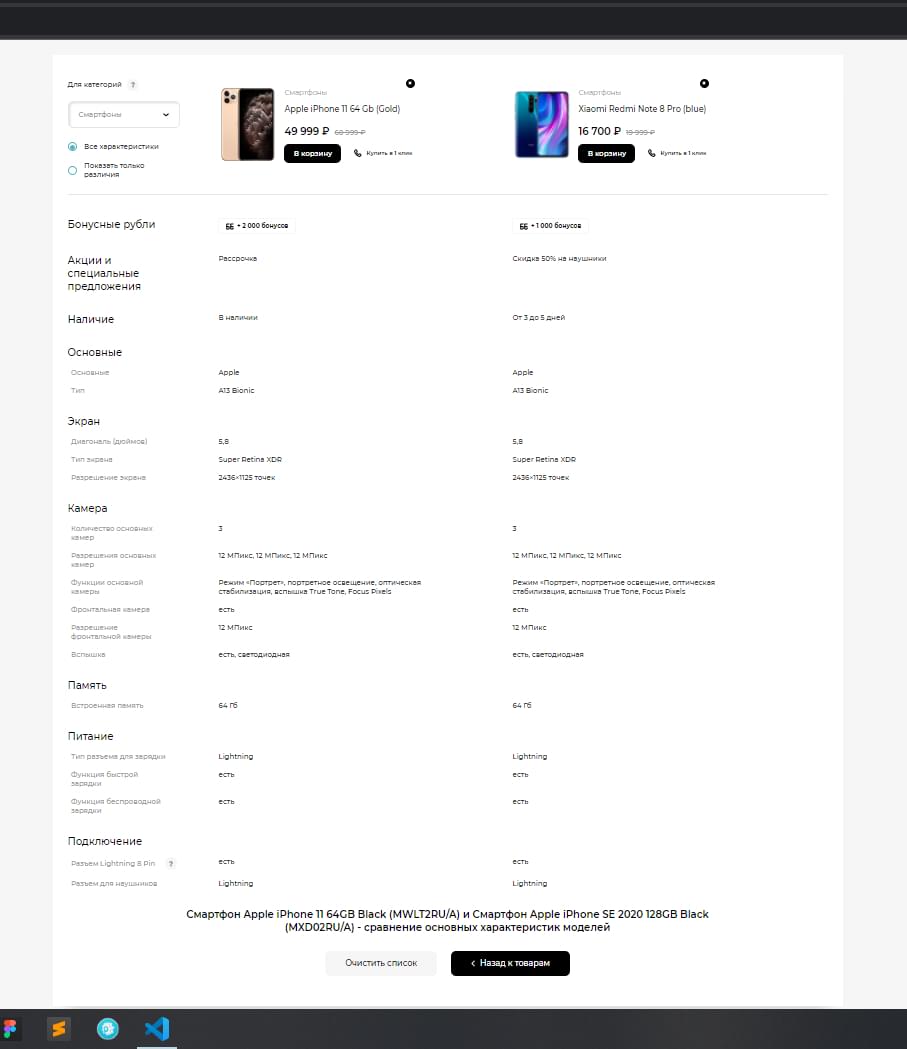 Для категорий ?
Смартфоны
Все характеристики
Показать только
различия
Смартфоны
Apple iPhone 11 64 Gb (Gold)
49 999 ₽ 60 999 ₽
В корзину Купить в 1 клик
Смартфоны
Xiaomi Redmi Note 8 Pro (blue)
16 700 ₽ 19 999 ₽
В корзину Купить в 1 клик
Бонусные рубли ББ + 2 000 бонусов ББ + 1 000 бонусов
Акции и Рассрочка Скидка 50% на наушники
специальные
предложения
Наличие В наличии От 3 до 5 дней
Основные
Основные Apple Apple
Тип A13 Bionic A13 Bionic
Экран
Диагональ (дюймов) 5,8 5,8
Тип экрана Super Retina XDR Super Retina XDR
Разрешение экрана 2436×1125 точек 2436×1125 точек
Камера
Количество основных 3 3
камер
Разрешения основных 12 МПикс, 12 МПикс, 12 МПикс 12 МПикс, 12 МПикс, 12 МПикс
камер
Функции основной Режим «Портрет», портретное освещение, оптическая Режим «Портрет», портретное освещение, оптическая
камеры стабилизация, вспышка True Tone, Focus Pixels стабилизация, вспышка True Tone, Focus Pixels
Фронтальная камера есть есть
Разрешение 12 МПикс 12 МПикс
фронтальной камеры
Вспышка есть, светодиодная есть, светодиодная
Память
Встроенная память 64 Гб 64 Гб
Питание
Тип разъема для зарядки Lightning Lightning
Функция быстрой есть есть
зарядки
Функция беспроводной есть есть
зарядки
Подключение
Разъем Lightning 8 Pin ? есть есть
Разъем для наушников Lightning Lightning
Смартфон Apple iPhone 11 64GB Black (MWLT2RU/A) и Смартфон Apple iPhone SE 2020 128GB Black
(MXD02RU/A) - сравнение основных характеристик моделей
Очистить список Назад к товарам